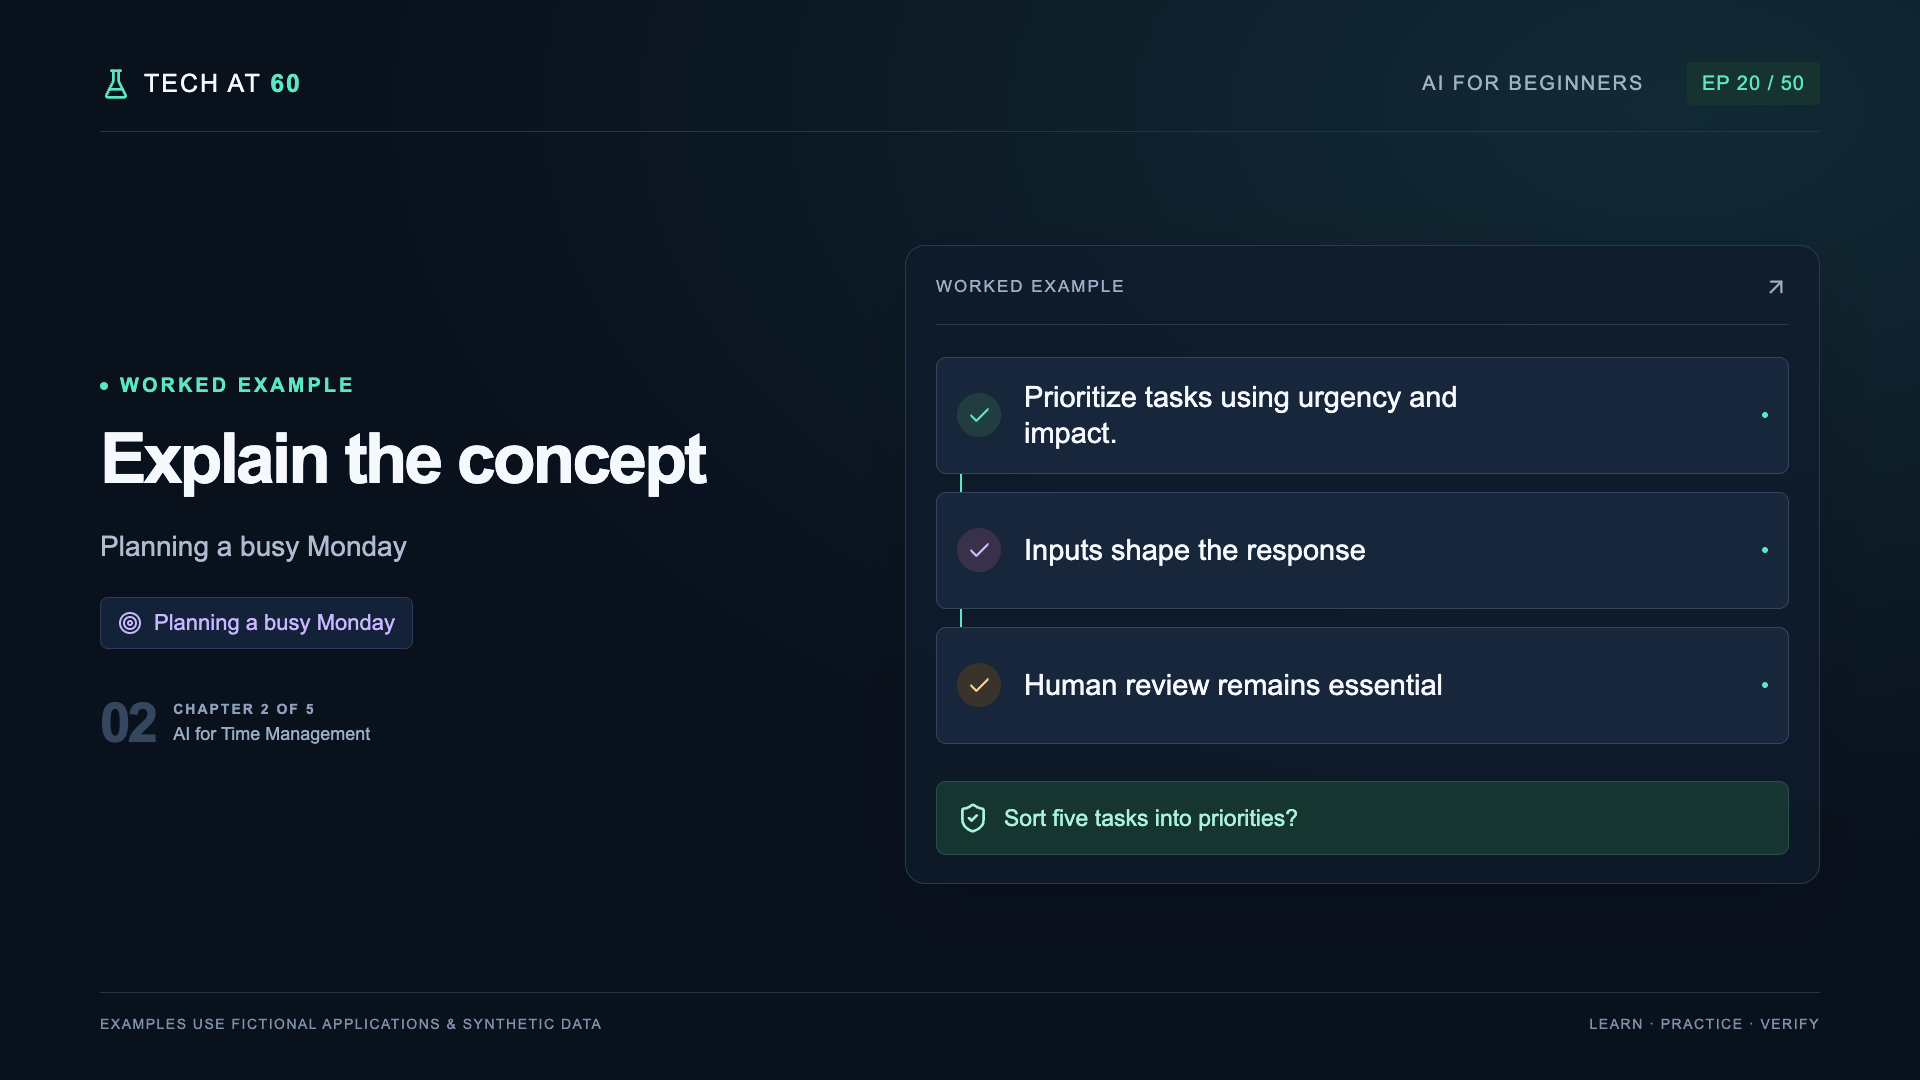 TECH AT 60
AI FOR BEGINNERS
EP 20 / 50
WORKED EXAMPLE
Explain the concept
Planning a busy Monday
Planning a busy Monday
02
CHAPTER 2 OF 5
AI for Time Management
WORKED EXAMPLE
Prioritize tasks using urgency and
impact.
Inputs shape the response
Human review remains essential
Sort five tasks into priorities?
EXAMPLES USE FICTIONAL APPLICATIONS & SYNTHETIC DATA
LEARN · PRACTICE · VERIFY